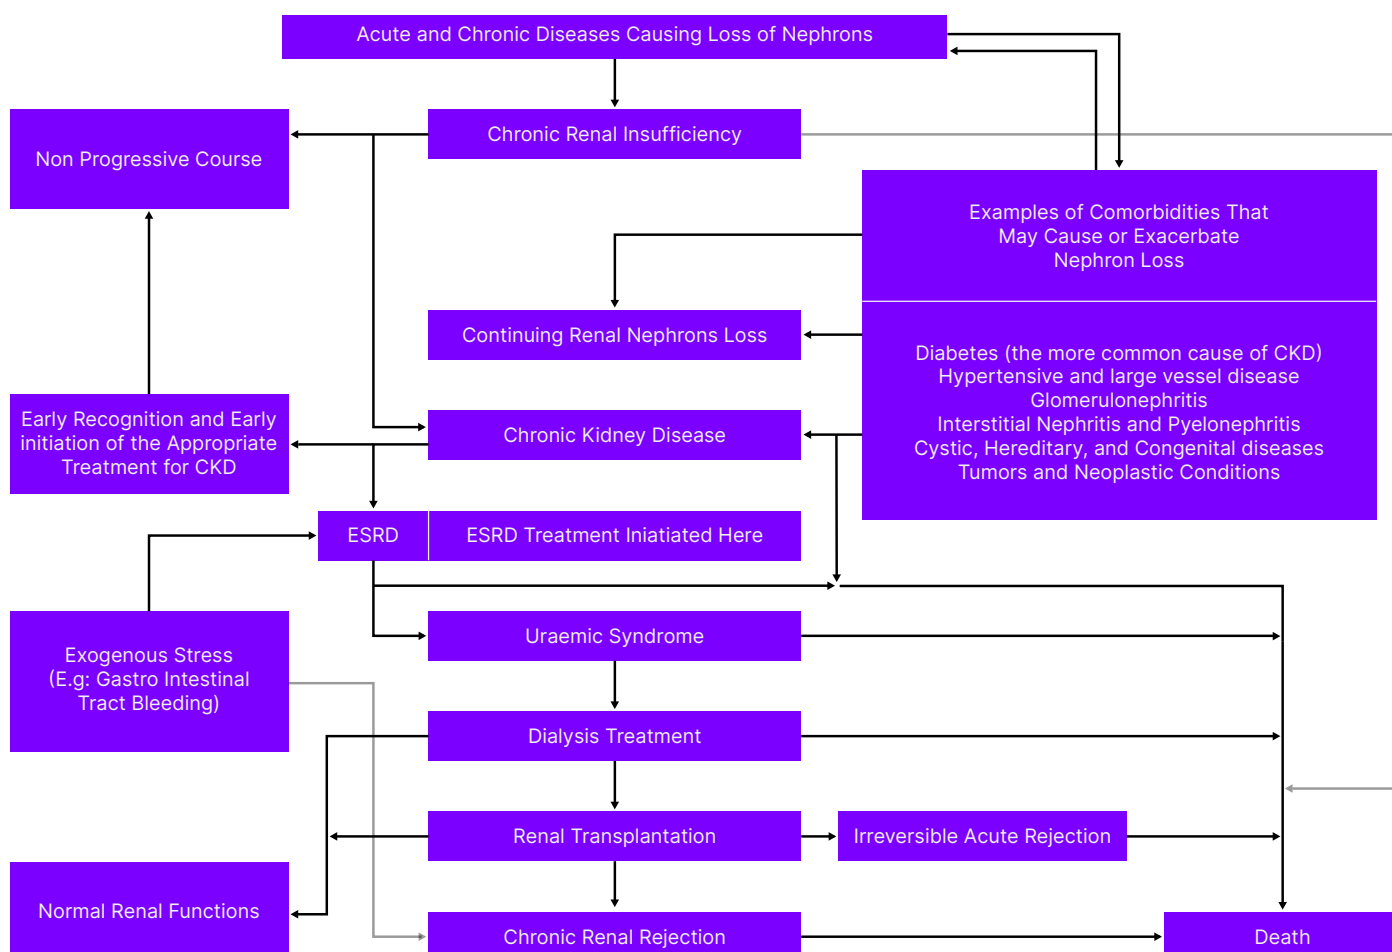 Acute and Chronic Diseases Causing Loss of Nephrons
Chronic Renal Insufficiency
Non Progressive Course
Examples of Comorbidities That
May Cause or Exacerbate
Nephron Loss
Continuing Renal Nephrons Loss
Diabetes (the more common cause of CKD)
Hypertensive and large vessel disease
Glomerulonephritis
Interstitial Nephritis and Pyelonephritis
Cystic, Hereditary, and Congenital diseases
Tumors and Neoplastic Conditions
Early Recognition and Early
initiation of the Appropriate
Treatment for CKD
Chronic Kidney Disease
ESRD
ESRD Treatment Iniatiated Here
Exogenous Stress
(E.g: Gastro Intestinal
Tract Bleeding)
Uraemic Syndrome
Dialysis Treatment
Renal Transplantation
Irreversible Acute Rejection
Normal Renal Functions
Chronic Renal Rejection
Death